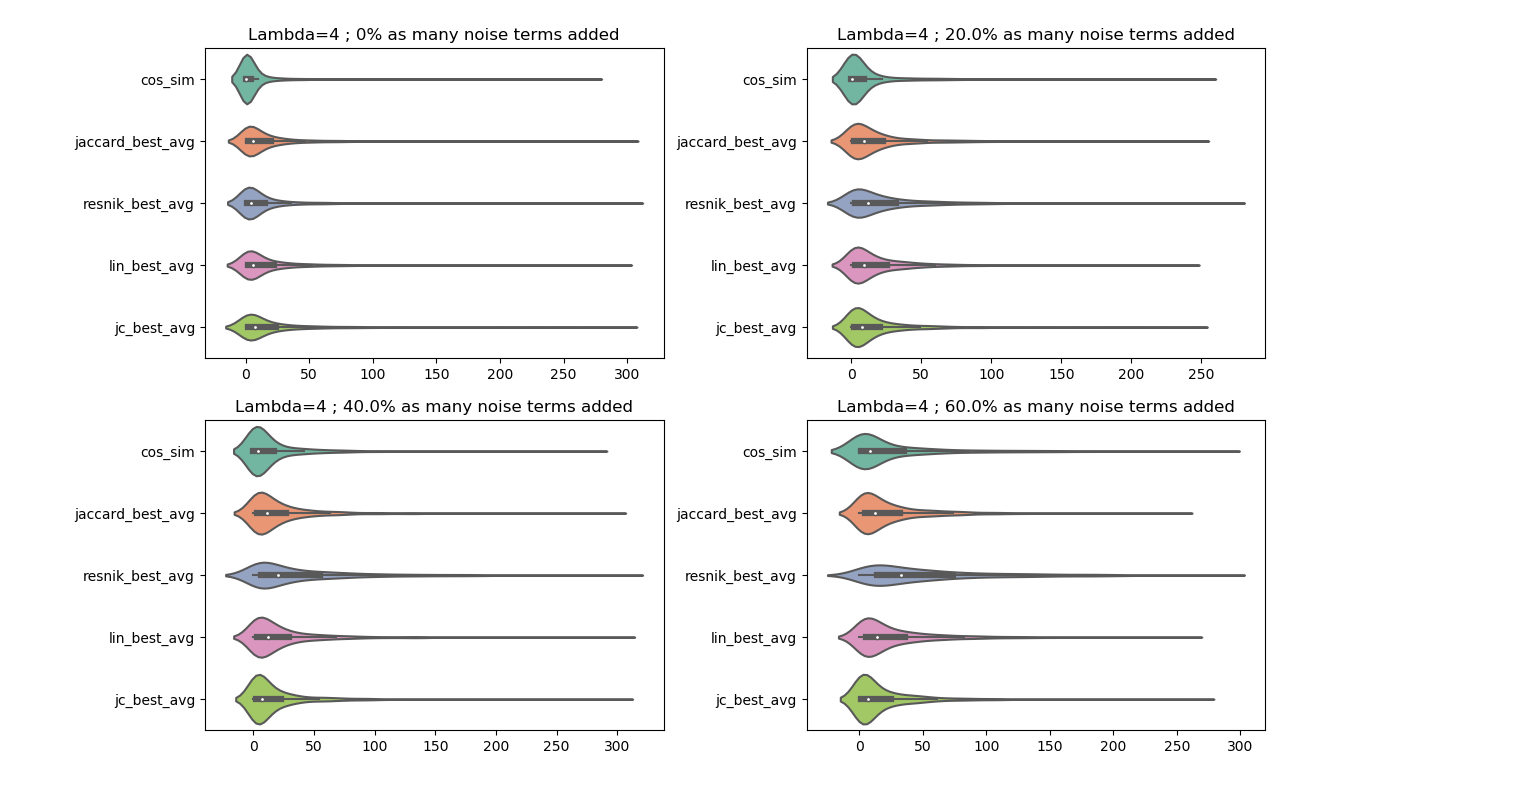 Lambda=4 ; 0% as many noise terms added
cos_sim
jaccard_best_avg
resnik_best_avg
lin_best_avg
jc_best_avg
0 50 100 150 200 250 300
Lambda=4 ; 20.0% as many noise terms added
cos_sim
jaccard_best_avg
resnik_best_avg
lin_best_avg
jc_best_avg
0 50 100 150 200 250
Lambda=4 ; 40.0% as many noise terms added
cos_sim
jaccard_best_avg
resnik_best_avg
lin_best_avg
jc_best_avg
0 50 100 150 200 250 300
Lambda=4 ; 60.0% as many noise terms added
cos_sim
jaccard_best_avg
resnik_best_avg
lin_best_avg
jc_best_avg
0 50 100 150 200 250 300